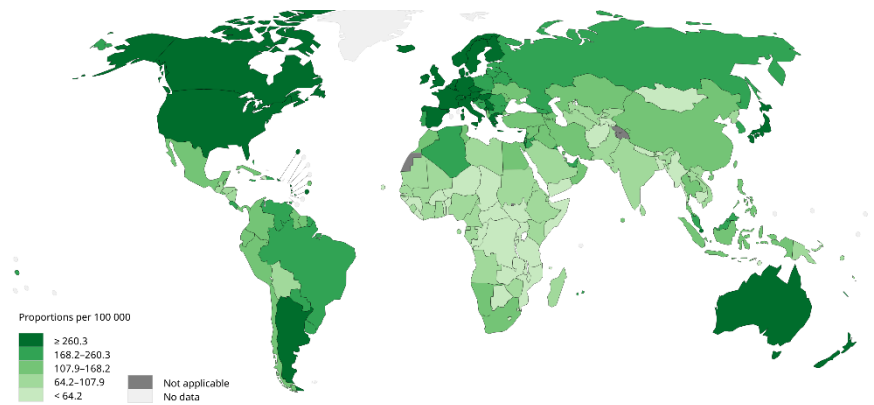 Proportions per 100 000
≥ 260.3
168.2–260.3
107.9–168.2
64.2–107.9
< 64.2
Not applicable
No data